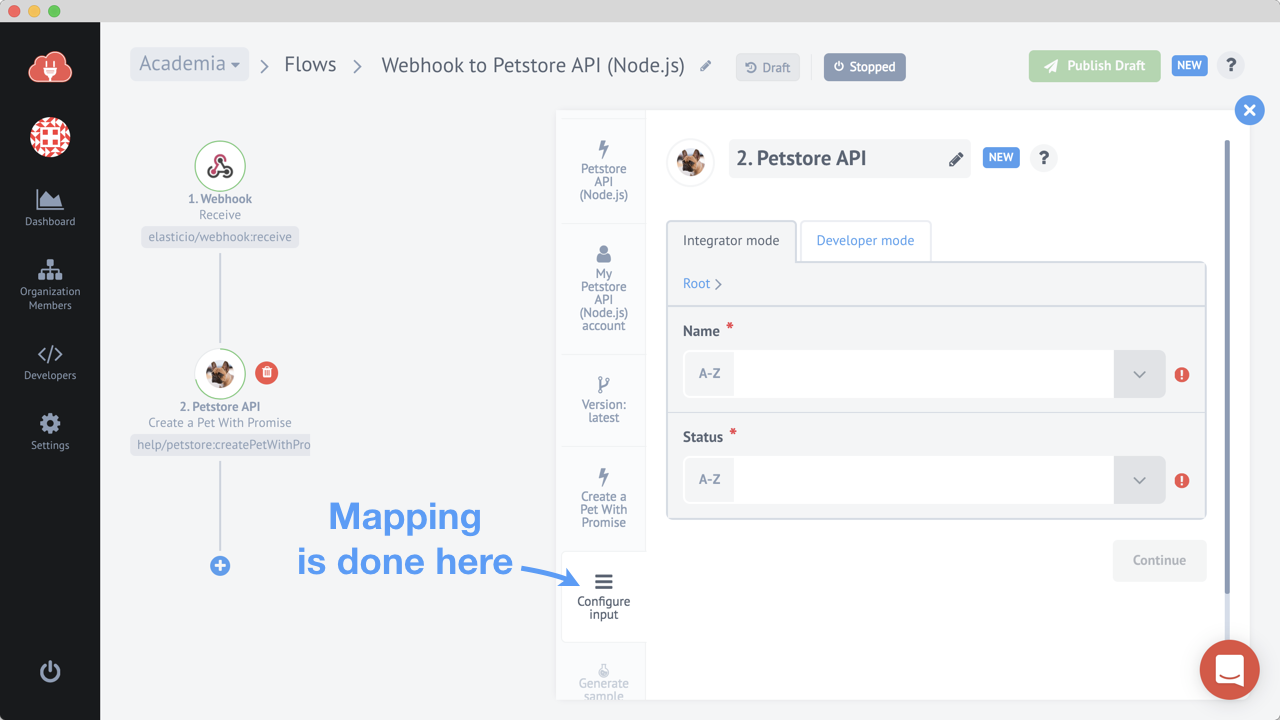 Academia
Flows
Webhook to Petstore API (Node.js)
Draft
Stopped
Publish Draft
NEW
?
Dashboard
Organization
Members
Developers
Settings
1. Webhook
Receive
elasticio/webhook:receive
2. Petstore API
Create a Pet With Promise
help/petstore:createPetWithPro
Mapping
is done here
Petstore
API
(Node.js)
My
Petstore
API
(Node.js)
account
Version:
latest
Create a
Pet With
Promise
Configure
input
Generate
sample
2. Petstore API
NEW
?
Integrator mode
Developer mode
Root
Name *
A-Z
Status *
A-Z
Continue